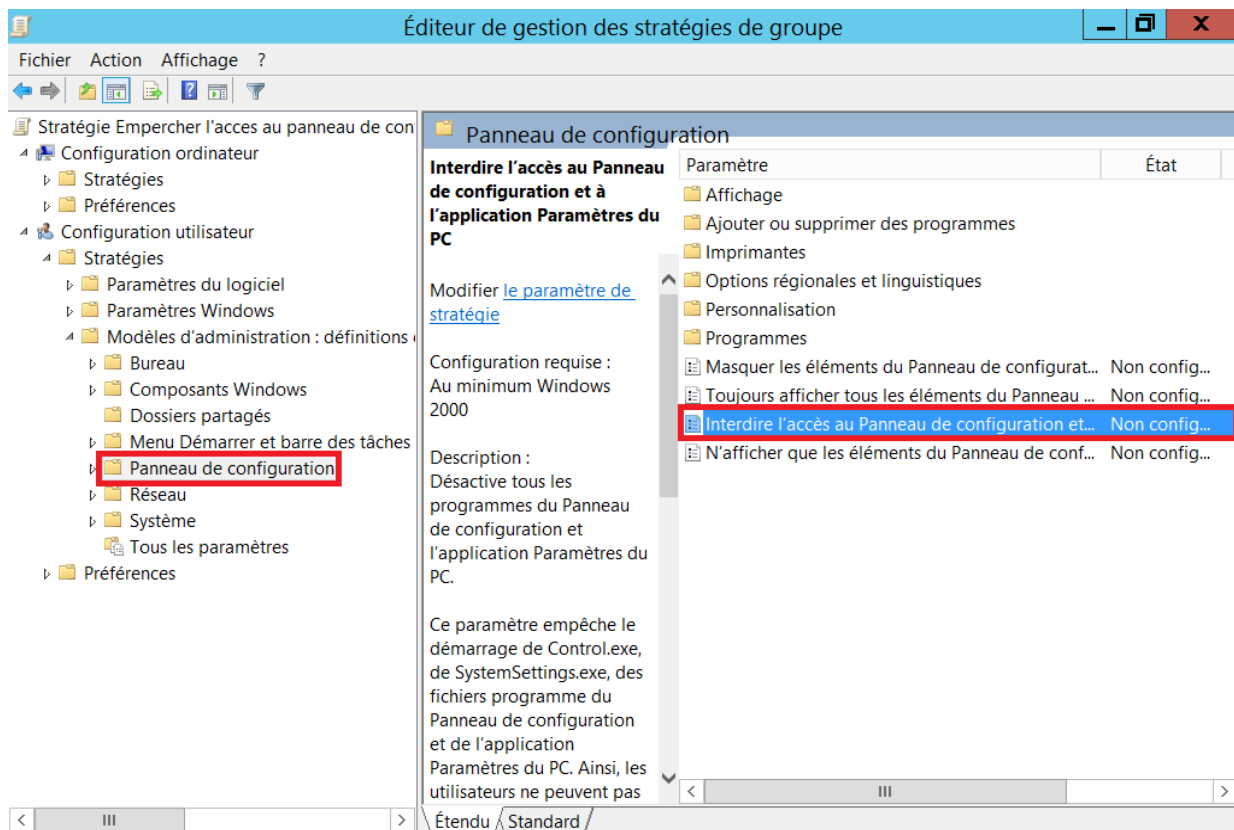 Éditeur de gestion des stratégies de groupe
X
Fichier Action Affichage ?
Stratégie Empercher l'acces au panneau de con
Configuration ordinateur
Stratégies
Préférences
Configuration utilisateur
Stratégies
Paramètres du logiciel
Paramètres Windows
Modèles d'administration : définitions
Bureau
Composants Windows
Dossiers partagés
Menu Démarrer et barre des tâches
Panneau de configuration
Réseau
Système
Tous les paramètres
Préférences
Panneau de configuration
Interdire l'accès au Panneau
de configuration et à
l'application Paramètres du
PC
Modifier le paramètre de
stratégie
Configuration requise :
Au minimum Windows
2000
Description :
Désactive tous les
programmes du Panneau
de configuration et
l'application Paramètres du
PC.
Ce paramètre empêche le
démarrage de Control.exe,
de SystemSettings.exe, des
fichiers programme du
Panneau de configuration
et de l'application
Paramètres du PC. Ainsi, les
utilisateurs ne peuvent pas
Paramètre État
Affichage
Ajouter ou supprimer des programmes
Imprimantes
Options régionales et linguistiques
Personnalisation
Programmes
Masquer les éléments du Panneau de configurat... Non config...
Toujours afficher tous les éléments du Panneau ... Non config...
Interdire l'accès au Panneau de configuration et... Non config...
N'afficher que les éléments du Panneau de conf... Non config...
Étendu Standard